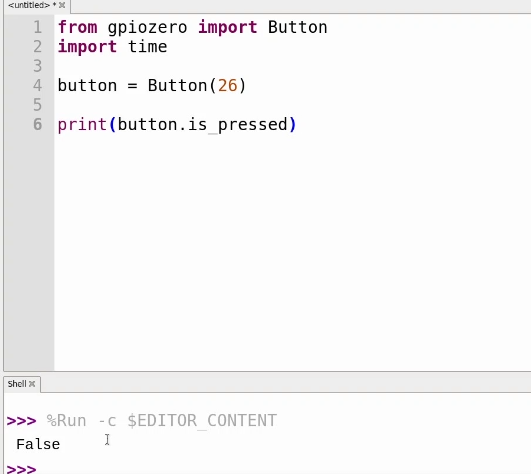 <untitled> *
1 from gpiozero import Button
2 import time
3
4 button = Button(26)
5
6 print(button.is_pressed)
Shell
>>> %Run -c $EDITOR_CONTENT
False
>>>